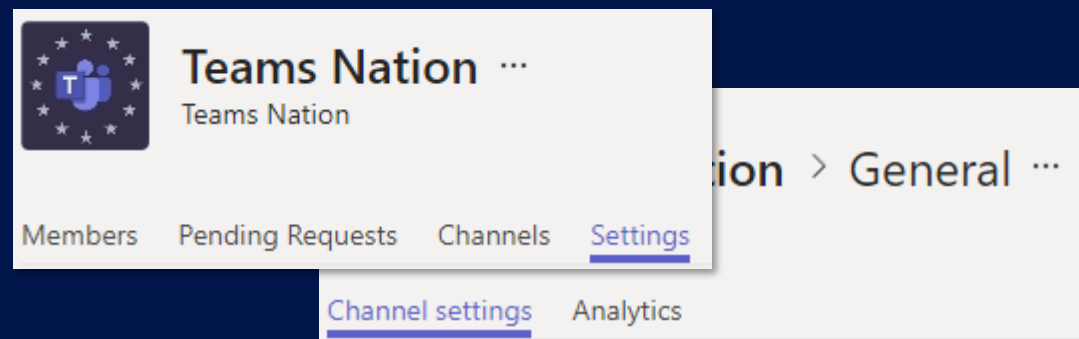 T
Teams Nation ...
Teams Nation
Members Pending Requests Channels Settings
tion > General ...
Channel settings Analytics